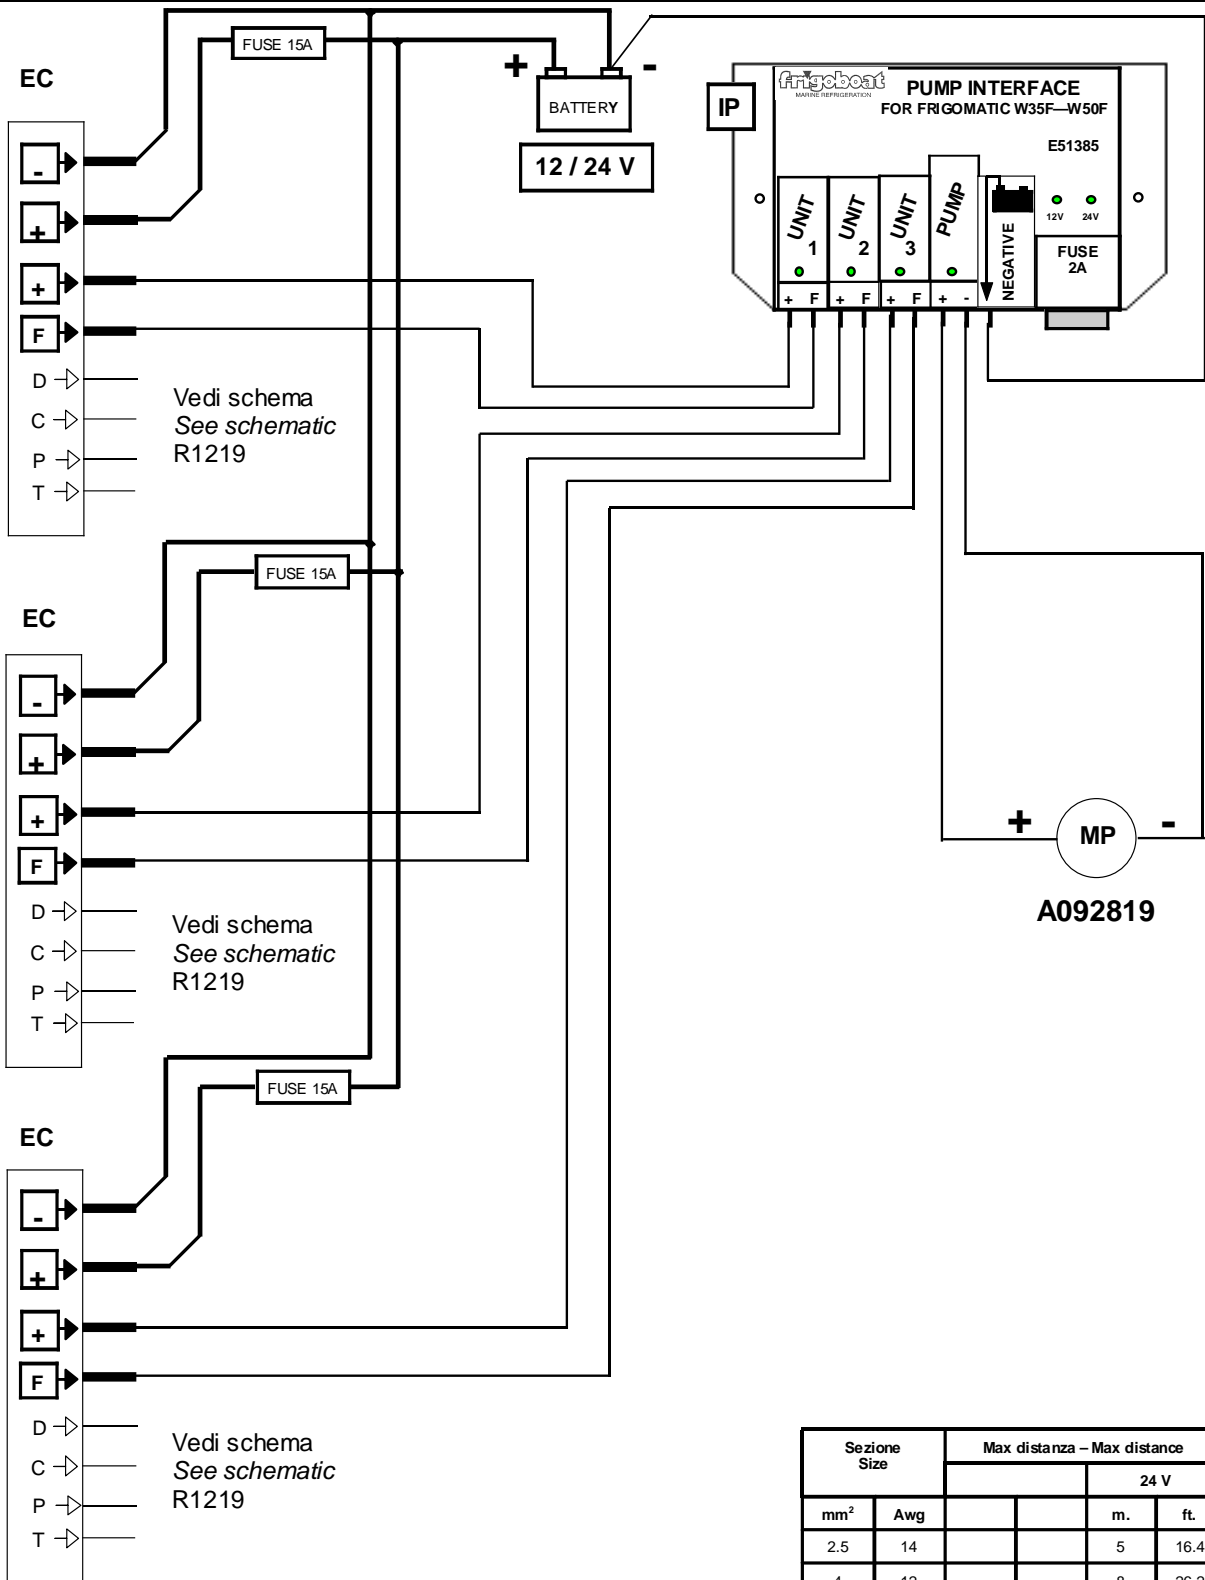 EC
FUSE 15A
+
-
BATTERY
12 / 24 V
IP
frigoboat
MARINE REFRIGERATION
PUMP INTERFACE
FOR FRIGOMATIC W35F—W50F
E51385
UNIT 1
UNIT 2
UNIT 3
PUMP
NEGATIVE
12V 24V
FUSE
2A
+ F + F + F + -
-
+
+
F
D
C
P
T
Vedi schema
See schematic
R1219
FUSE 15A
EC
-
+
+
F
D
C
P
T
Vedi schema
See schematic
R1219
+
MP
-
A092819
FUSE 15A
EC
-
+
+
F
D
C
P
T
Vedi schema
See schematic
R1219
Sezione
Size
Max distanza – Max distance
24 V
mm² Awg m. ft.
2.5 14 5 16.4